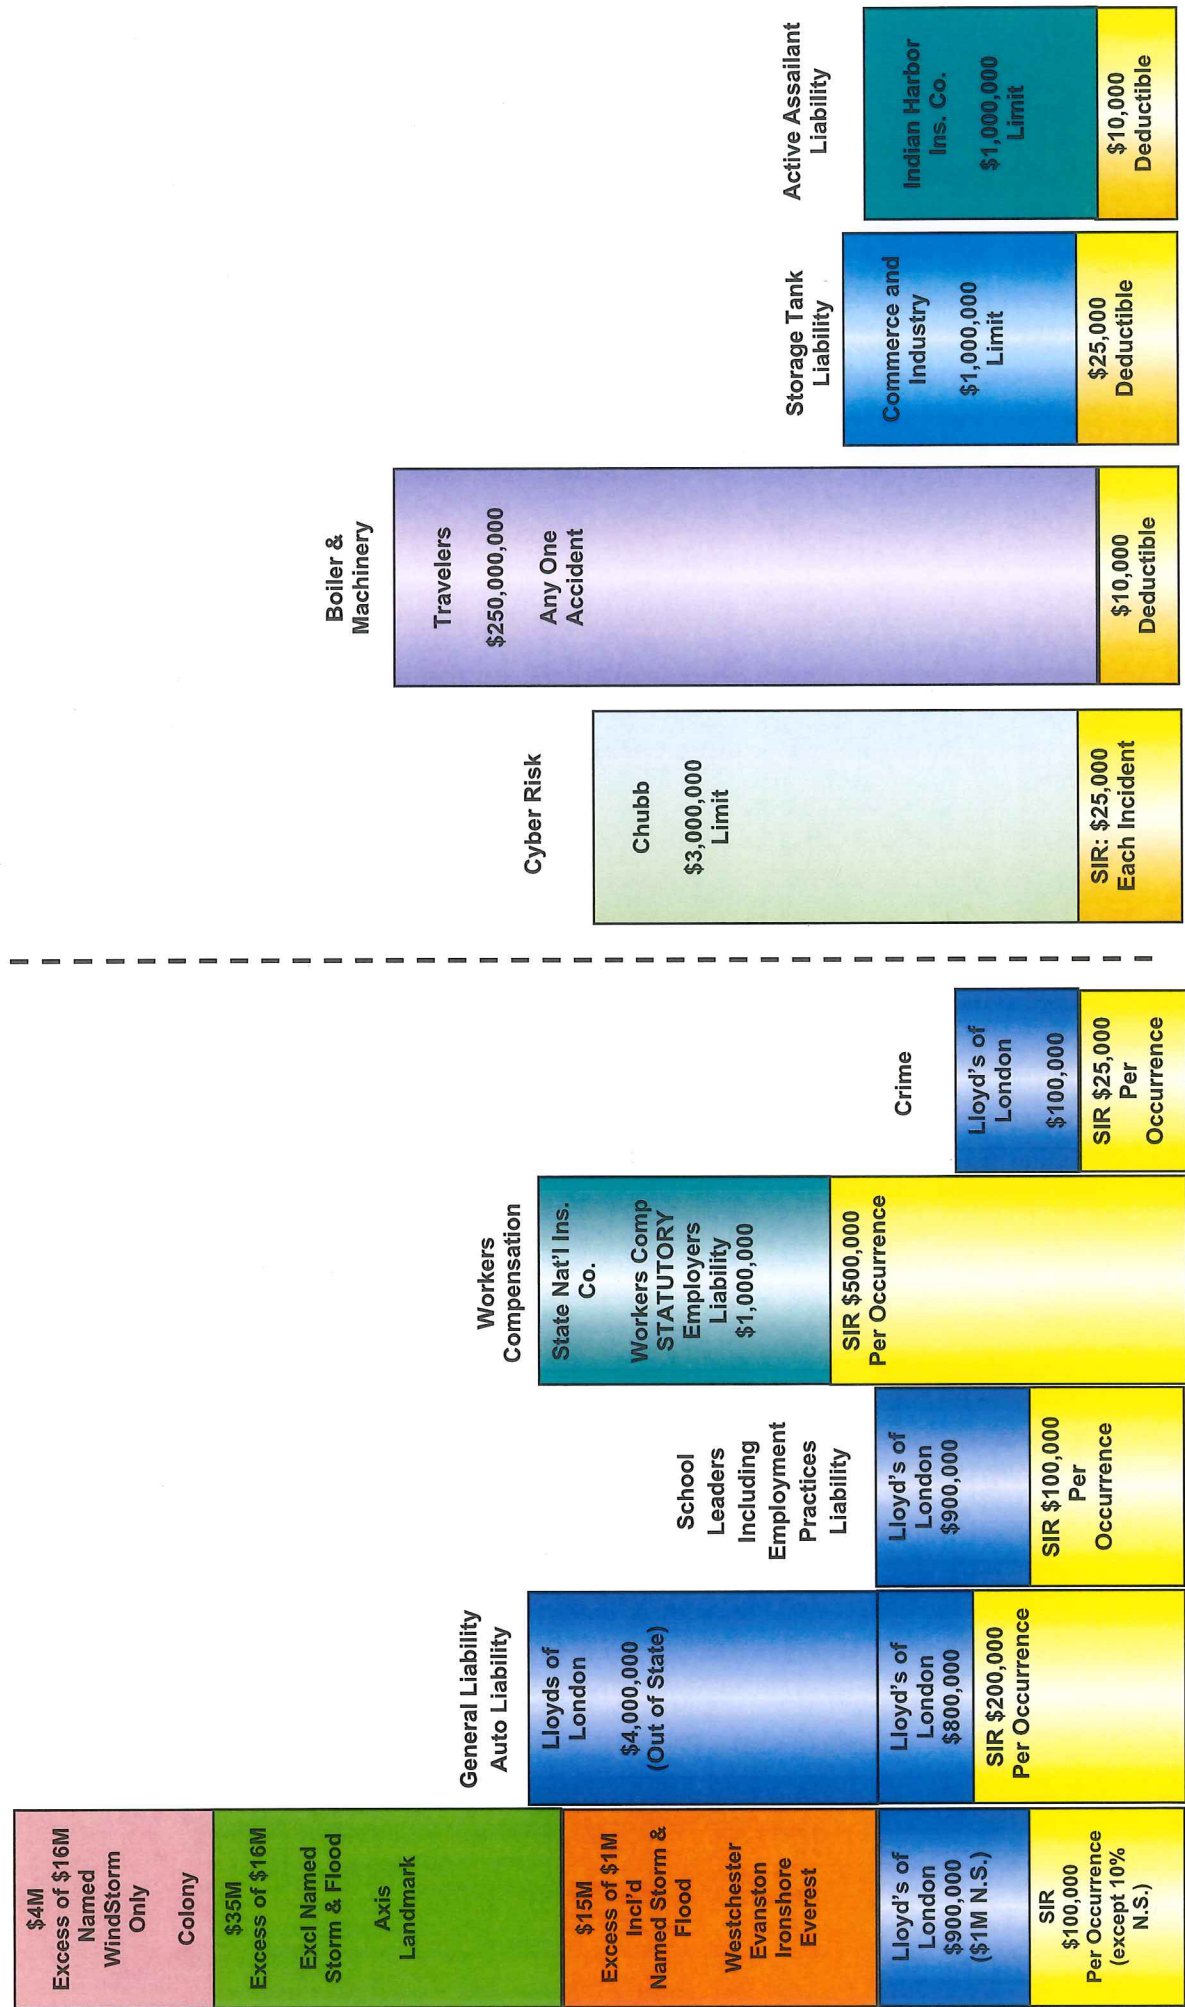 $4M
Excess of $16M
Named
WindStorm
Only
Colony
$35M
Excess of $16M
Excl Named
Storm & Flood
Axis
Landmark
$15M
Excess of $1M
Incl'd
Named Storm &
Flood
Westchester
Evanston
Ironshore
Everest
Lloyd's of
London
$900,000
($1M N.S.)
SIR
$100,000
Per Occurrence
(except 10%
N.S.)
General Liability
Auto Liability
Lloyds of
London
$4,000,000
(Out of State)
Lloyd's of
London
$800,000
SIR $200,000
Per Occurrence
School
Leaders
Including
Employment
Practices
Liability
Lloyd's of
London
$900,000
SIR $100,000
Per
Occurrence
Workers
Compensation
State Nat'l Ins.
Co.
Workers Comp
STATUTORY
Employers
Liability
$1,000,000
SIR $500,000
Per Occurrence
Crime
Lloyd's of
London
$100,000
SIR $25,000
Per
Occurrence
Cyber Risk
Chubb
$3,000,000
Limit
SIR: $25,000
Each Incident
Boiler &
Machinery
Travelers
$250,000,000
Any One
Accident
$10,000
Deductible
Storage Tank
Liability
Commerce and
Industry
$1,000,000
Limit
$25,000
Deductible
Active Assailant
Liability
Indian Harbor
Ins. Co.
$1,000,000
Limit
$10,000
Deductible